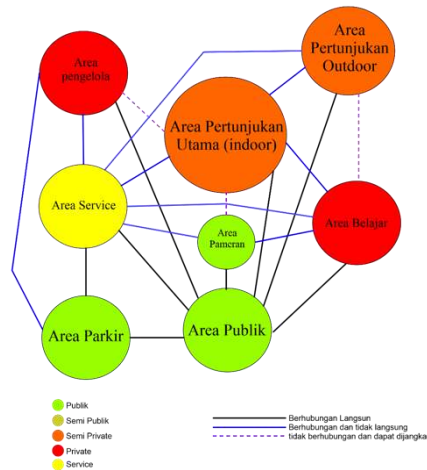 Area
Pertunjukan
Outdoor
Area
pengelola
Area Pertunjukan
Utama (indoor)
Area Service
Area
Pameran
Area Belajar
Area Parkir
Area Publik
Publik
Semi Publik
Semi Private
Private
Service
Berhubungan Langsun
Berhubungan dan tidak langsung
tidak berhubungan dan dapat dijangka